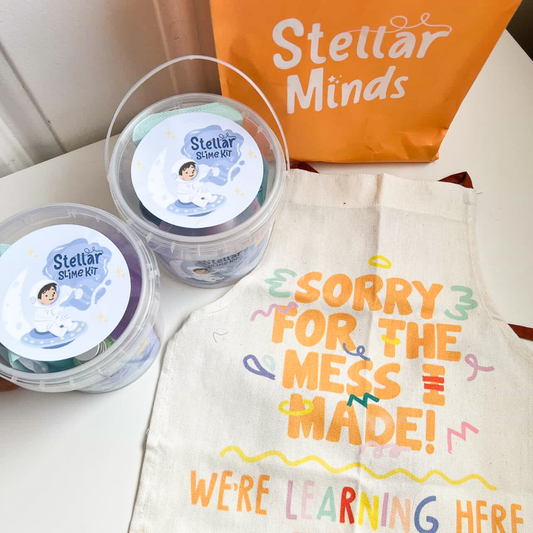 Stellar
Minds
Stellar
Slime Kit
Stellar
Slime Kit
SORRY
FOR THE
MESS I
MADE!
WE'RE LEARNING HERE